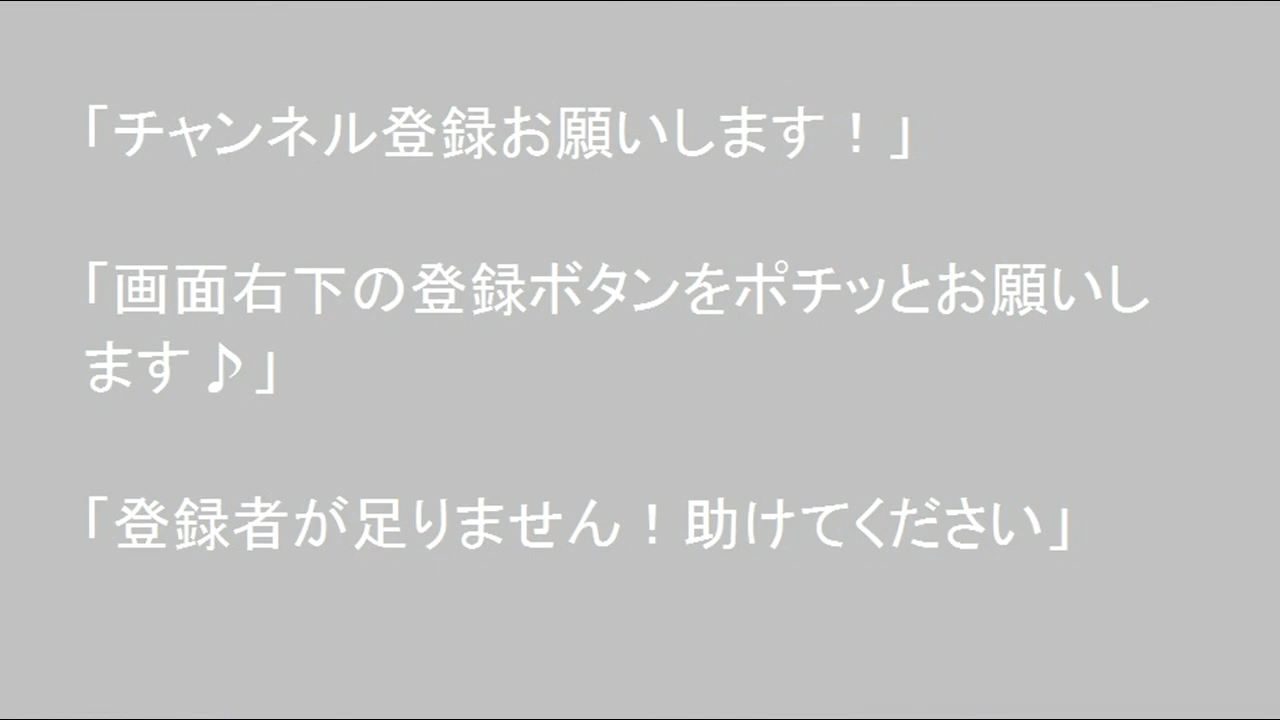 「チャンネル登録お願いします！」
「画面右下の登録ボタンをポチッとお願いし
ます♪」
「登録者が足りません！助けてください」